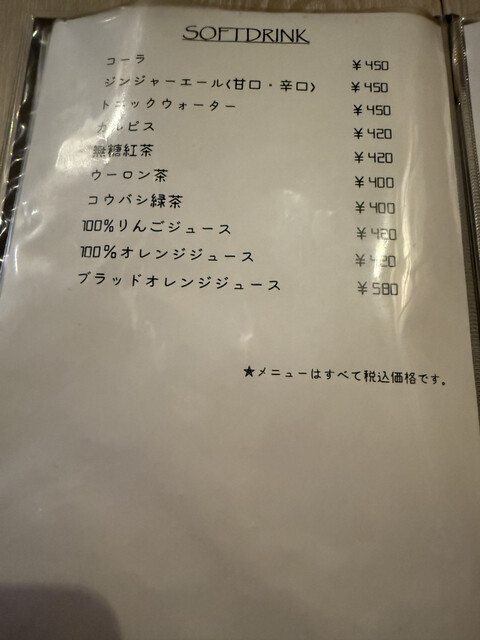 SOFTDRINK
コーラ ￥450
ジンジャーエール(甘口・辛口) ￥450
トニックウォーター ￥450
カルピス ￥420
無糖紅茶 ￥420
ウーロン茶 ￥400
コウバシ緑茶 ￥400
100%りんごジュース ￥420
100%オレンジジュース ￥420
ブラッドオレンジジュース ￥580
★メニューはすべて税込価格です。